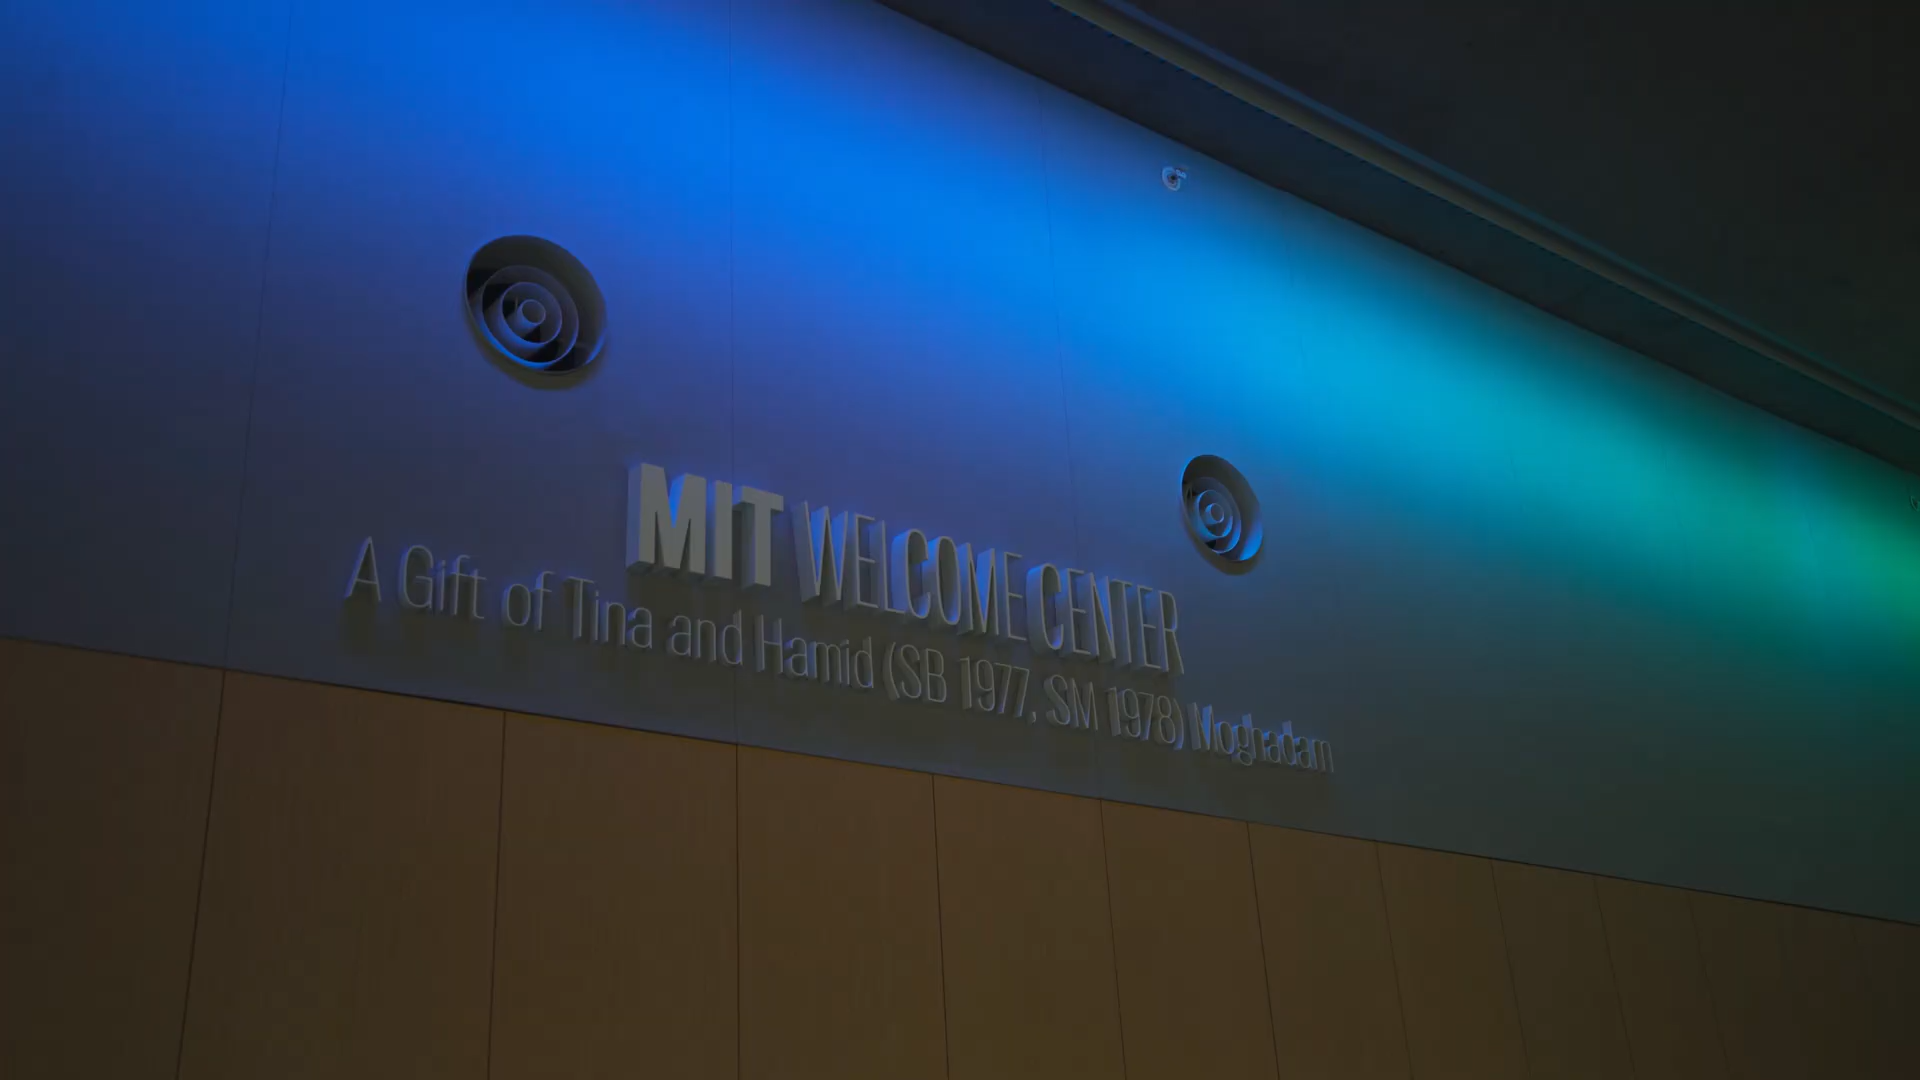 MIT WELCOME CENTER
A Gift of Tina and Hamid (SB 1977, SM 1978) Moghadam